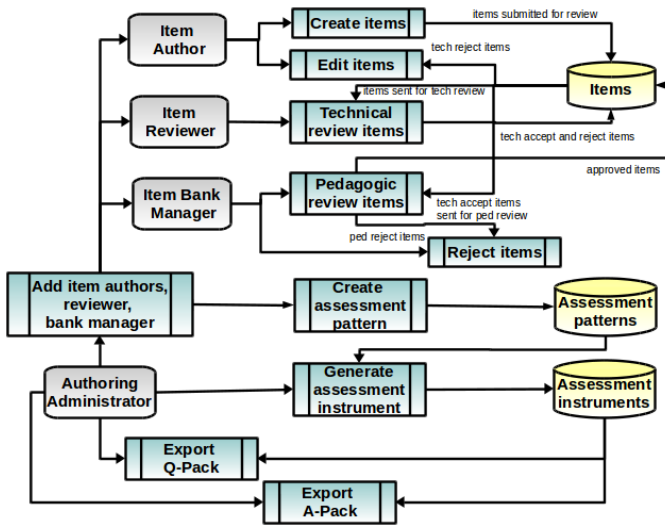 Item
Author
Create items
items submitted for review
tech reject items
Edit items
Items
items sent for tech review
Item
Reviewer
Technical
review items
tech accept and reject items
approved items
Item Bank
Manager
Pedagogic
review items
tech accept items
sent for ped review
ped reject items
Reject items
Add item authors,
reviewer,
bank manager
Create
assessment
pattern
Assessment
patterns
Authoring
Administrator
Generate
assessment
instrument
Assessment
instruments
Export
Q-Pack
Export
A-Pack